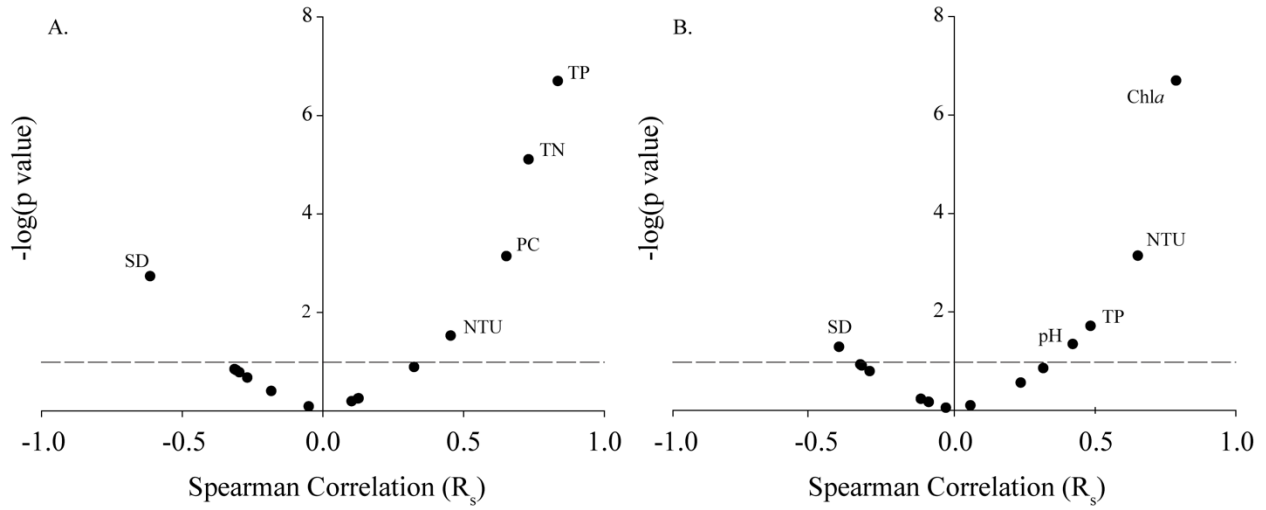 A.
8
6
4
2
TP
TN
PC
NTU
SD
-log(p value)
-1.0 -0.5 0.0 0.5 1.0
Spearman Correlation (Rs)
B.
8
6
4
2
Chla
NTU
TP
pH
SD
-log(p value)
-1.0 -0.5 0.0 0.5 1.0
Spearman Correlation (Rs)